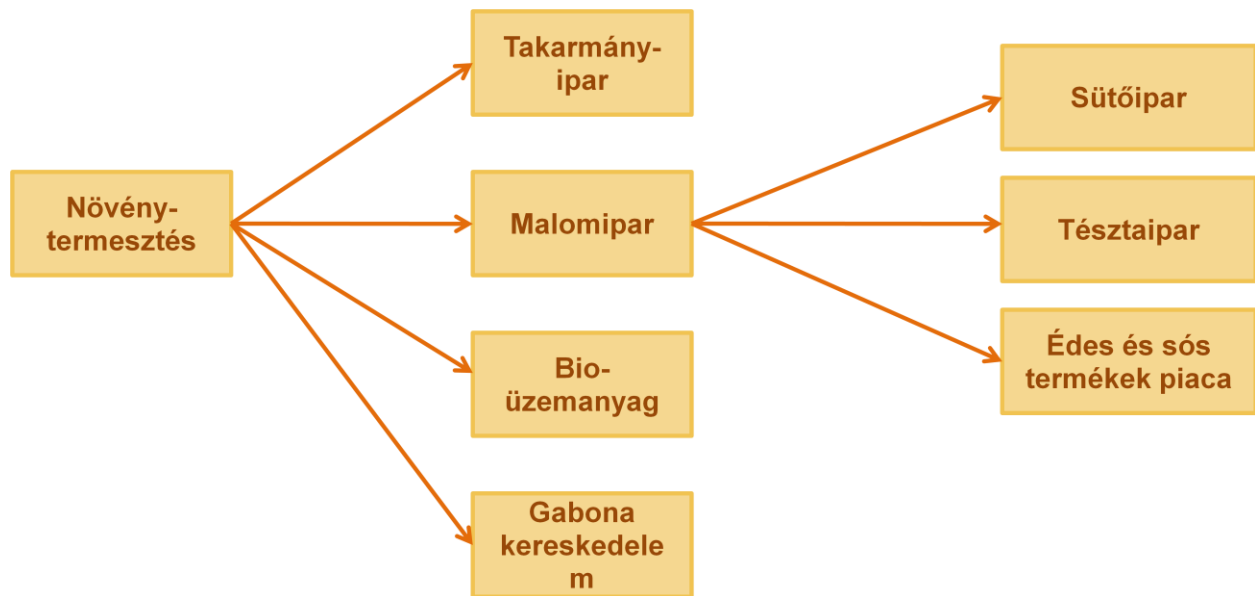 Takarmány-
ipar
Sütőipar
Növény-
termesztés
Malomipar
Tésztaipar
Édes és sós
termékek piaca
Bio-
üzemanyag
Gabona
kereskedele
m